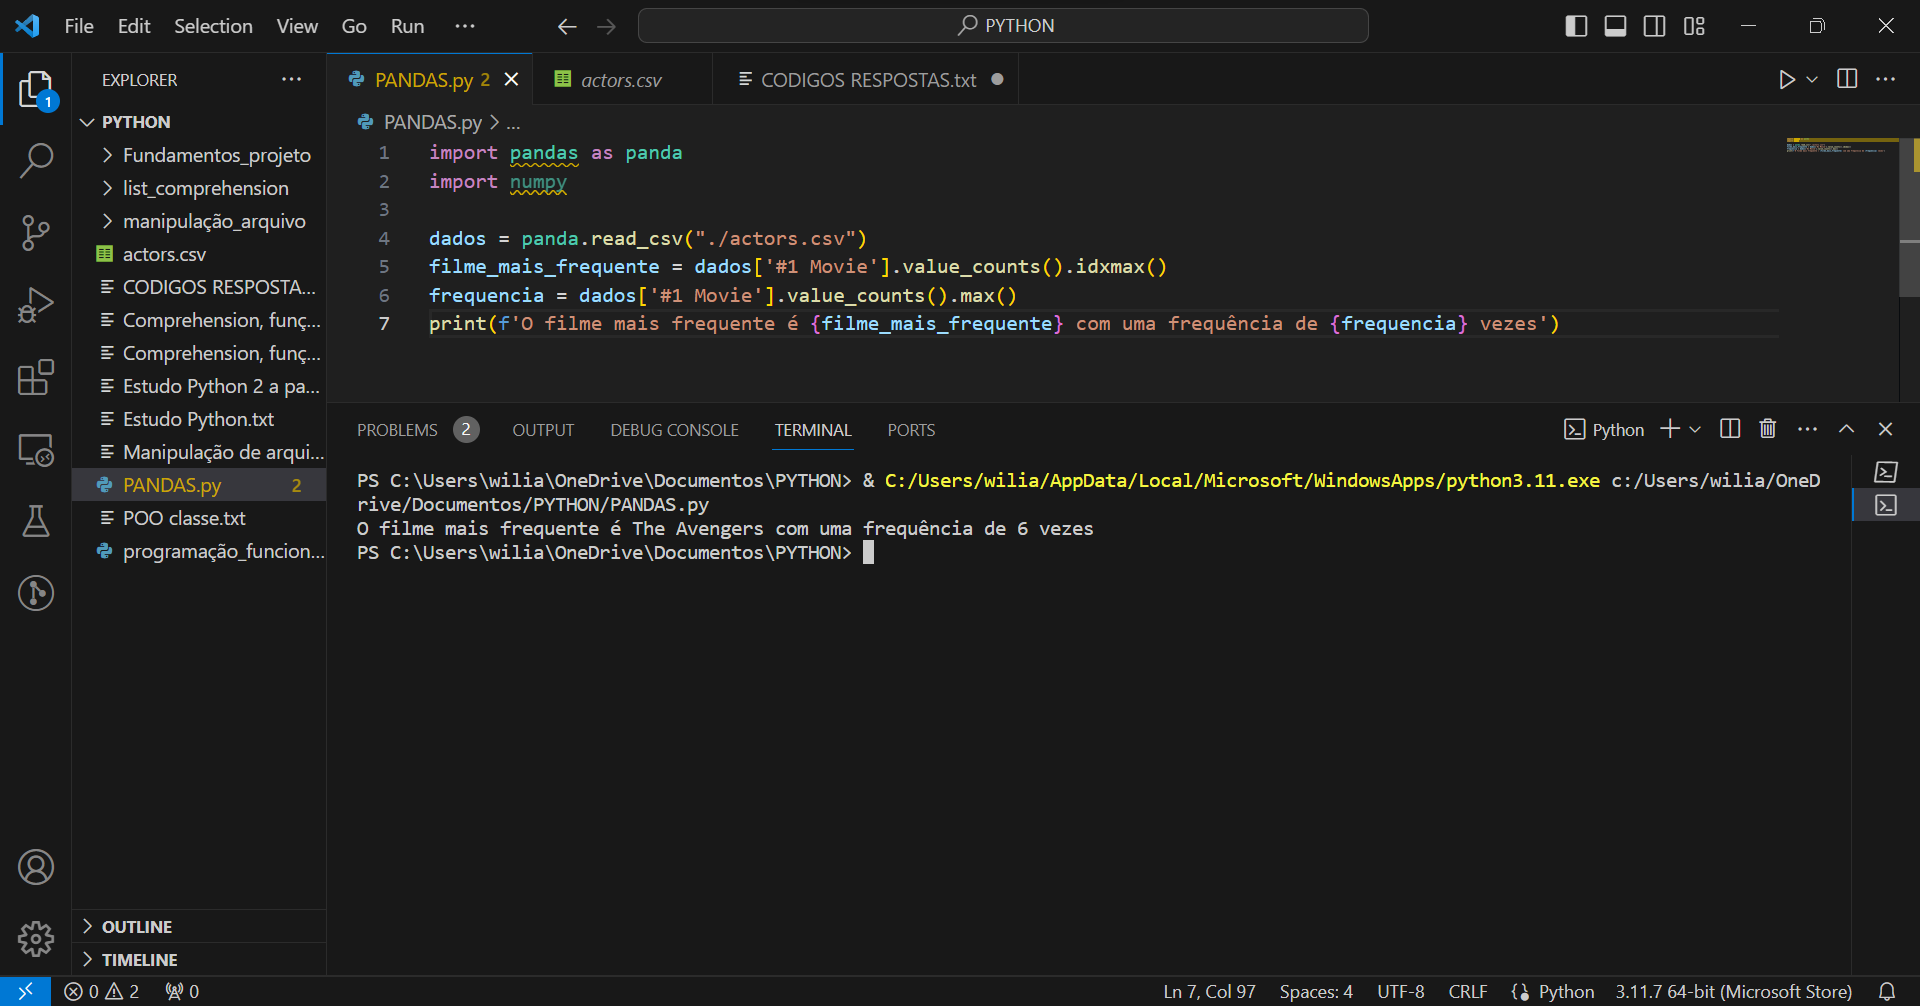 File Edit Selection View Go Run ··· PYTHON
EXPLORER ···
PANDAS.py 2
actors.csv
CODIGOS RESPOSTAS.txt
1
PYTHON
Fundamentos_projeto
list_comprehension
manipulação_arquivo
actors.csv
CODIGOS RESPOSTA...
Comprehension, funç...
Comprehension, funç...
Estudo Python 2 a pa...
Estudo Python.txt
Manipulação de arqui...
PANDAS.py 2
POO classe.txt
programação_funcion...
OUTLINE
TIMELINE
PANDAS.py > ...
1 import pandas as panda
2 import numpy
3
4 dados = panda.read_csv("./actors.csv")
5 filme_mais_frequente = dados['#1 Movie'].value_counts().idxmax()
6 frequencia = dados['#1 Movie'].value_counts().max()
7 print(f'O filme mais frequente é {filme_mais_frequente} com uma frequência de {frequencia} vezes')
PROBLEMS 2 OUTPUT DEBUG CONSOLE TERMINAL PORTS
Python
PS C:\Users\wilia\OneDrive\Documentos\PYTHON> & C:/Users/wilia/AppData/Local/Microsoft/WindowsApps/python3.11.exe c:/Users/wilia/OneD
rive/Documentos/PYTHON/PANDAS.py
O filme mais frequente é The Avengers com uma frequência de 6 vezes
PS C:\Users\wilia\OneDrive\Documentos\PYTHON>
0 2 0 Ln 7, Col 97 Spaces: 4 UTF-8 CRLF Python 3.11.7 64-bit (Microsoft Store)